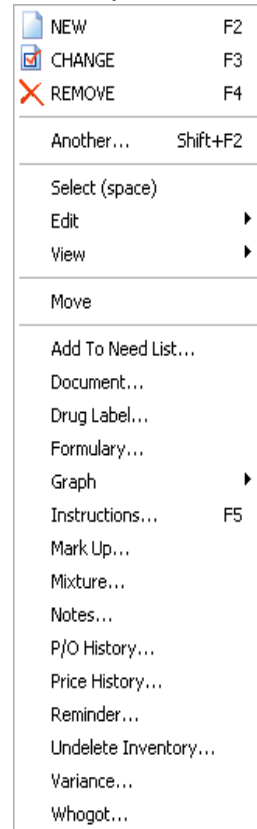 NEW F2
CHANGE F3
REMOVE F4
Another... Shift+F2
Select (space)
Edit
View
Move
Add To Need List...
Document...
Drug Label...
Formulary...
Graph
Instructions... F5
Mark Up...
Mixture...
Notes...
P/O History...
Price History...
Reminder...
Undelete Inventory...
Variance...
Whogot...